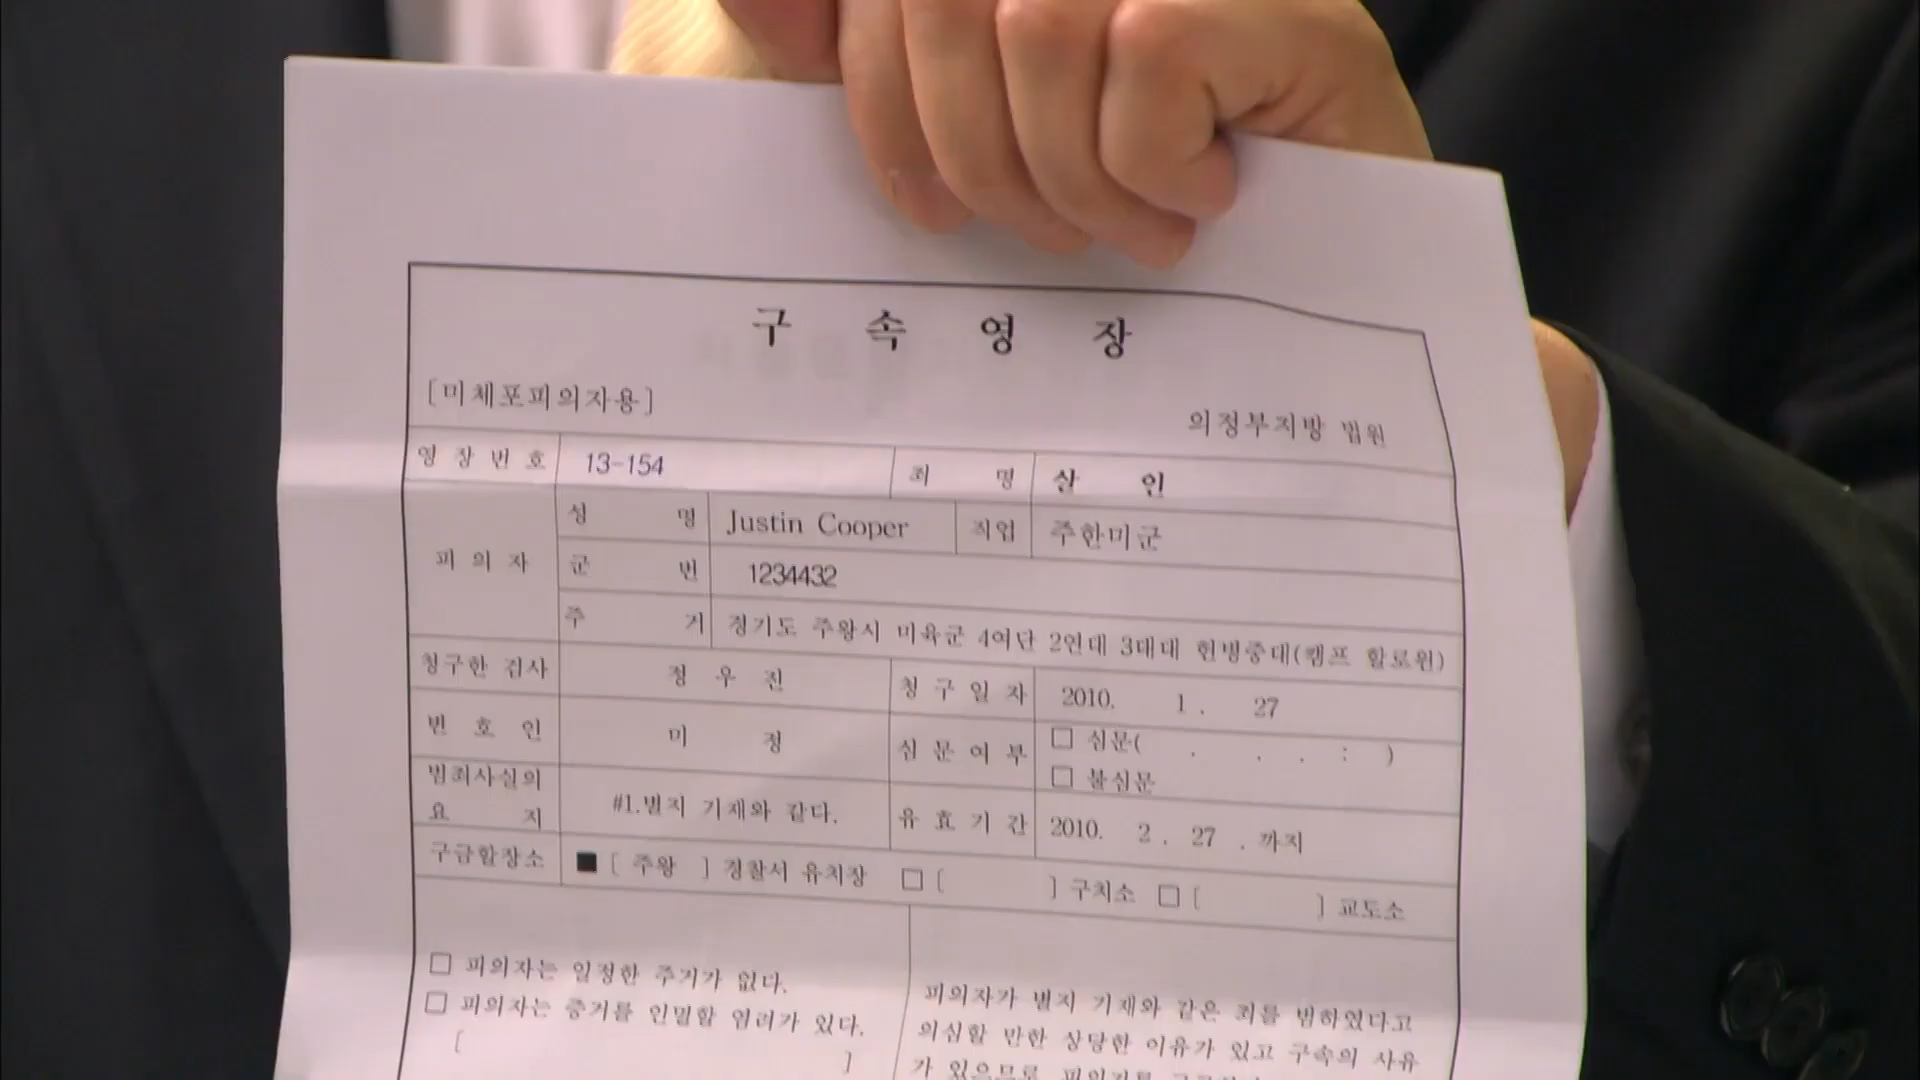 구 속 영 장
[미체포피의자용]
의정부지방 법원
영 장 번 호 13-154 죄 명 살 인
피 의 자
성 명 Justin Cooper 직업 주한미군
군 번 1234432
주 거 경기도 주왕시 미육군 4여단 2연대 3대대 헌병중대(캠프 할로윈)
청구한 검사 정 우 진 청 구 일 자 2010. 1 . 27
변 호 인 미 정 심 문 여 부 □ 심문( . . . : )
□ 불심문
범죄사실의
요 지 #1.별지 기재와 같다. 유 효 기 간 2010. 2 . 27 . 까지
구금할장소 ■ [ 주왕 ] 경찰서 유치장 □ [ ] 구치소 □ [ ] 교도소
□ 피의자는 일정한 주거가 없다.
□ 피의자는 증거를 인멸할 염려가 있다.
[ ]
피의자가 별지 기재와 같은 죄를 범하였다고
의심할 만한 상당한 이유가 있고 구속의 사유
가 있으므로